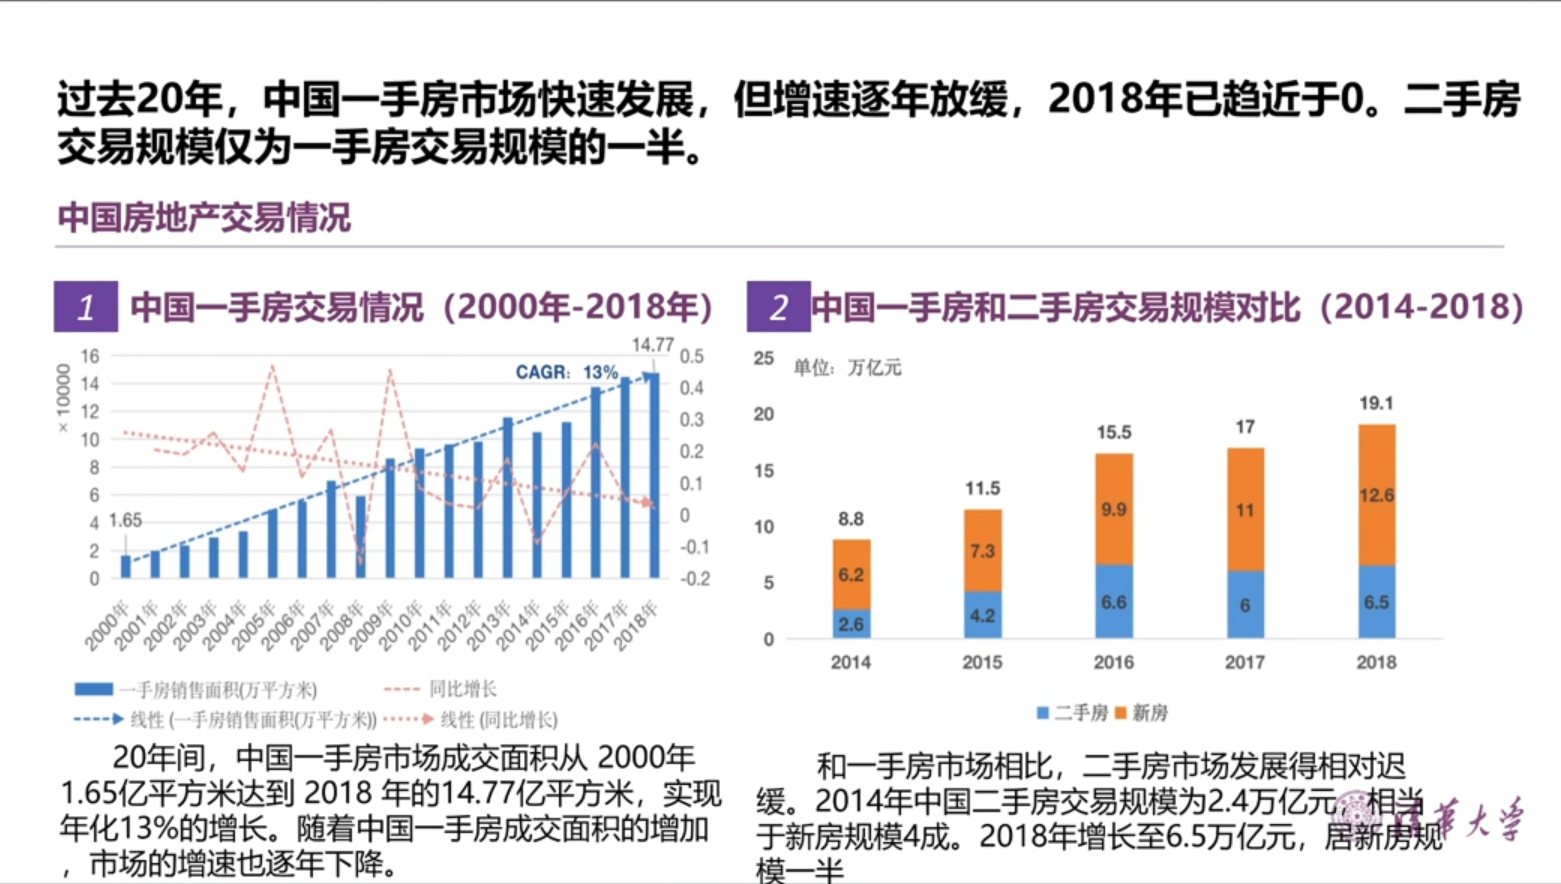 过去20年，中国一手房市场快速发展，但增速逐年放缓，2018年已趋近于0。二手房
交易规模仅为一手房交易规模的一半。
中国房地产交易情况
1 中国一手房交易情况（2000年-2018年）
×10000
16
14
12
10
8
6
4
2
0
0.5
0.4
0.3
0.2
0.1
0
-0.1
-0.2
1.65
CAGR：13%
14.77
2000年 2001年 2002年 2003年 2004年 2005年 2006年 2007年 2008年 2009年 2010年 2011年 2012年 2013年 2014年 2015年 2016年 2017年 2018年
一手房销售面积(万平方米) 同比增长
线性 (一手房销售面积(万平方米)) 线性 (同比增长)
20年间，中国一手房市场成交面积从 2000年
1.65亿平方米达到 2018 年的14.77亿平方米，实现
年化13%的增长。随着中国一手房成交面积的增加
，市场的增速也逐年下降。
2 中国一手房和二手房交易规模对比（2014-2018）
单位：万亿元
25
20
15
10
5
0
8.8 11.5 15.5 17 19.1
6.2 7.3 9.9 11 12.6
2.6 4.2 6.6 6 6.5
2014 2015 2016 2017 2018
二手房 新房
和一手房市场相比，二手房市场发展得相对迟
缓。2014年中国二手房交易规模为2.4万亿元，相当
于新房规模4成。2018年增长至6.5万亿元，居新房规
模一半
清华大学